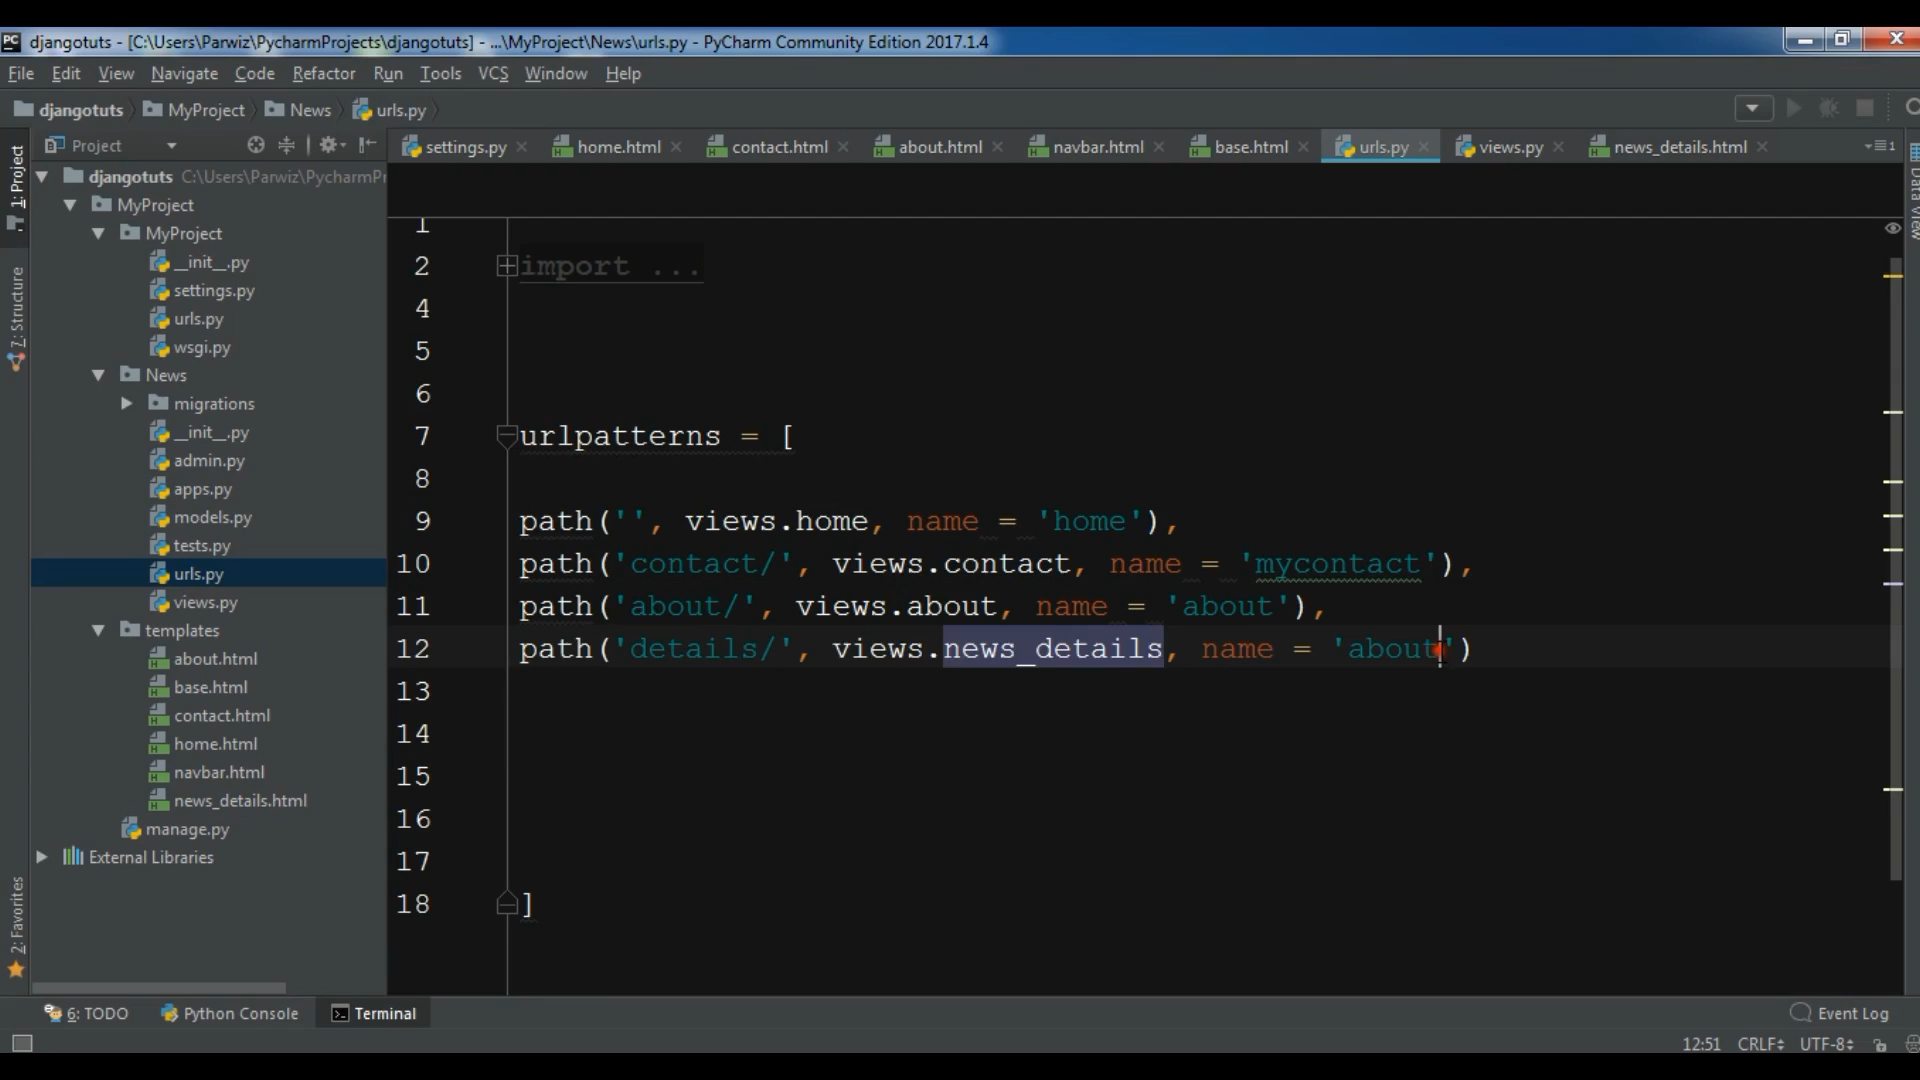 PC djangotuts - [C:\Users\Parwiz\PycharmProjects\djangotuts] - ...\MyProject\News\urls.py - PyCharm Community Edition 2017.1.4
File Edit View Navigate Code Refactor Run Tools VCS Window Help
djangotuts MyProject News urls.py
Project
settings.py home.html contact.html about.html navbar.html base.html urls.py views.py news_details.html 1
1: Project
7: Structure
2: Favorites
djangotuts C:\Users\Parwiz\PycharmPr
MyProject
MyProject
__init__.py
settings.py
urls.py
wsgi.py
News
migrations
__init__.py
admin.py
apps.py
models.py
tests.py
urls.py
views.py
templates
about.html
base.html
contact.html
home.html
navbar.html
news_details.html
manage.py
External Libraries
1
2 import ...
4
5
6
7 urlpatterns = [
8
9 path('', views.home, name = 'home'),
10 path('contact/', views.contact, name = 'mycontact'),
11 path('about/', views.about, name = 'about'),
12 path('details/', views.news_details, name = 'about')
13
14
15
16
17
18 ]
Data View
6: TODO Python Console Terminal Event Log
12:51 CRLF UTF-8